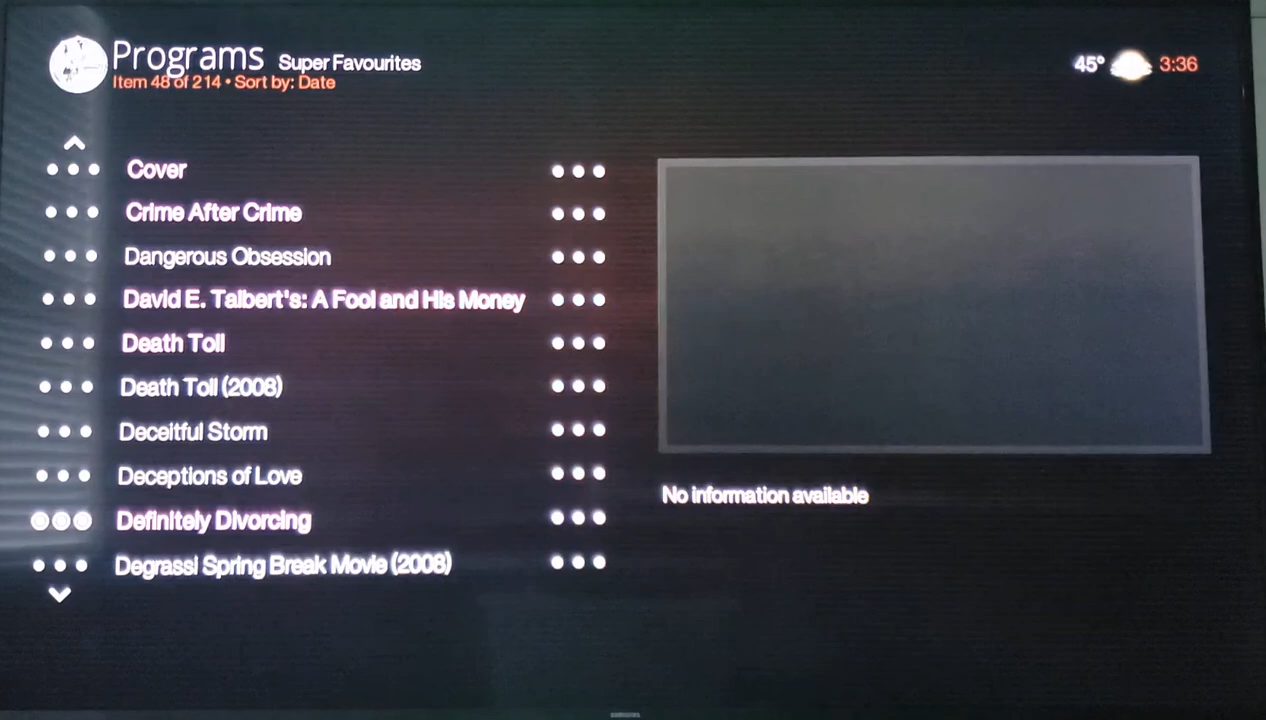 Programs Super Favourites
Item 48 of 214 • Sort by: Date
45° 3:36
Cover
Crime After Crime
Dangerous Obsession
David E. Talbert's: A Fool and His Money
Death Toll
Death Toll (2008)
Deceitful Storm
Deceptions of Love
Definitely Divorcing
Degrassi Spring Break Movie (2008)
No information available